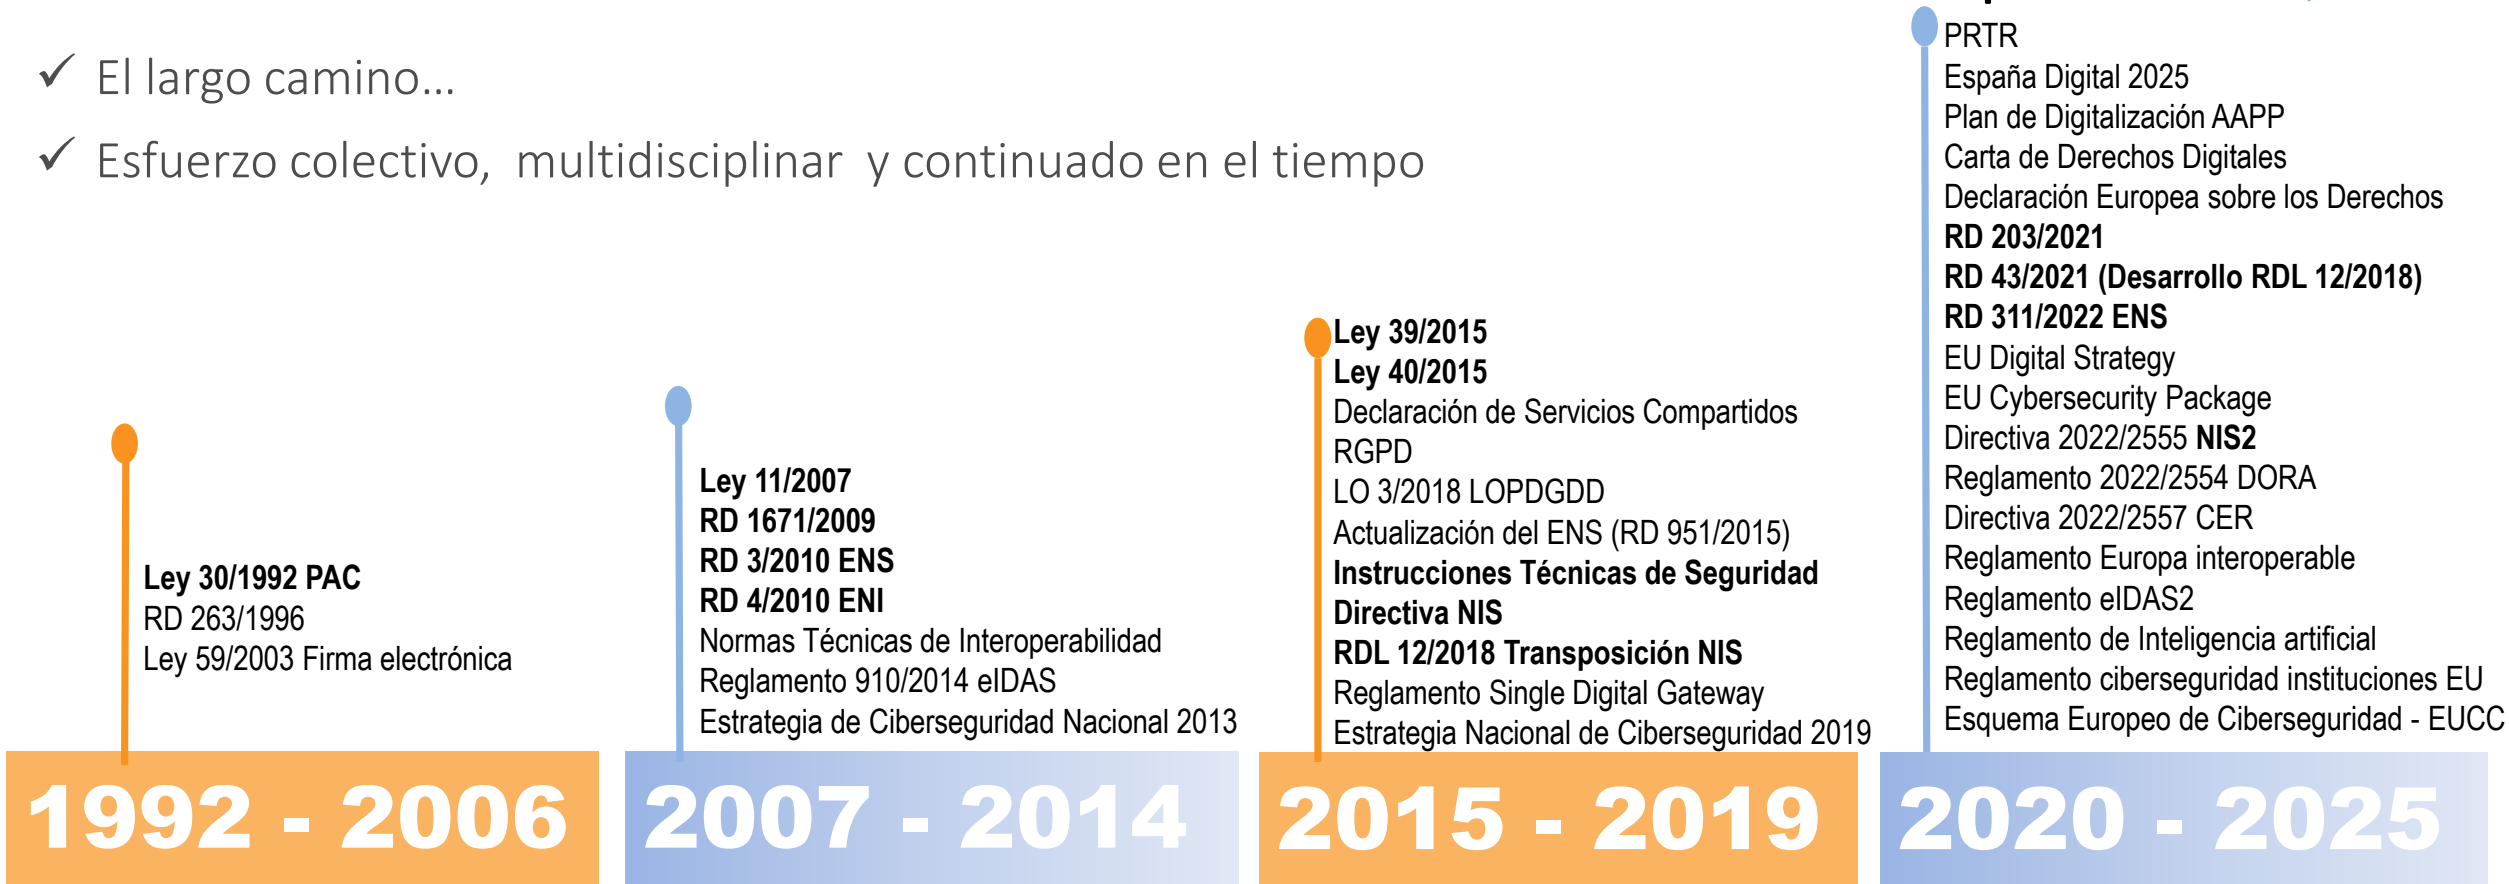 El largo camino...
Esfuerzo colectivo, multidisciplinar y continuado en el tiempo
Ley 30/1992 PAC
RD 263/1996
Ley 59/2003 Firma electrónica
1992 - 2006
Ley 11/2007
RD 1671/2009
RD 3/2010 ENS
RD 4/2010 ENI
Normas Técnicas de Interoperabilidad
Reglamento 910/2014 eIDAS
Estrategia de Ciberseguridad Nacional 2013
2007 - 2014
Ley 39/2015
Ley 40/2015
Declaración de Servicios Compartidos
RGPD
LO 3/2018 LOPDGDD
Actualización del ENS (RD 951/2015)
Instrucciones Técnicas de Seguridad
Directiva NIS
RDL 12/2018 Transposición NIS
Reglamento Single Digital Gateway
Estrategia Nacional de Ciberseguridad 2019
2015 - 2019
PRTR
España Digital 2025
Plan de Digitalización AAPP
Carta de Derechos Digitales
Declaración Europea sobre los Derechos
RD 203/2021
RD 43/2021 (Desarrollo RDL 12/2018)
RD 311/2022 ENS
EU Digital Strategy
EU Cybersecurity Package
Directiva 2022/2555 NIS2
Reglamento 2022/2554 DORA
Directiva 2022/2557 CER
Reglamento Europa interoperable
Reglamento eIDAS2
Reglamento de Inteligencia artificial
Reglamento ciberseguridad instituciones EU
Esquema Europeo de Ciberseguridad - EUCC
2020 - 2025